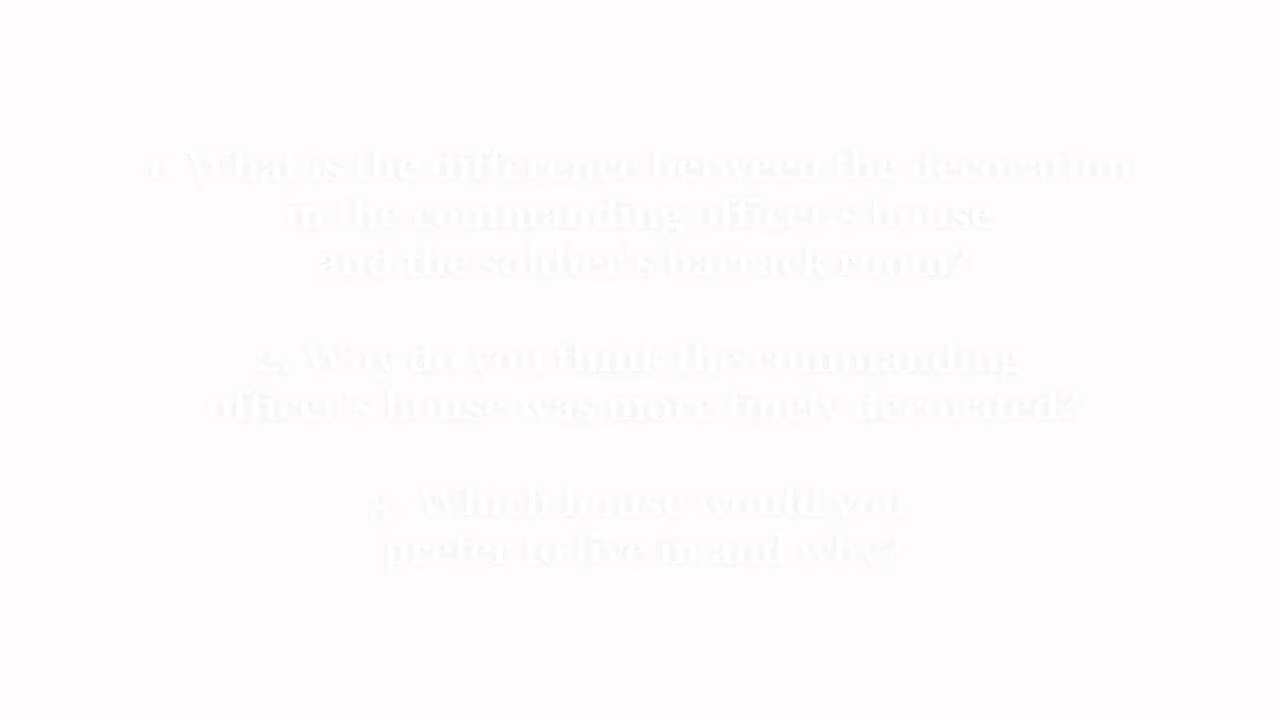 1. What is the difference between the decoration
in the commanding officer's house
and the soldier's barrack room?
2. Why do you think the commanding
officer's house was more finely decorated?
3. Which house would you
prefer to live in and why?